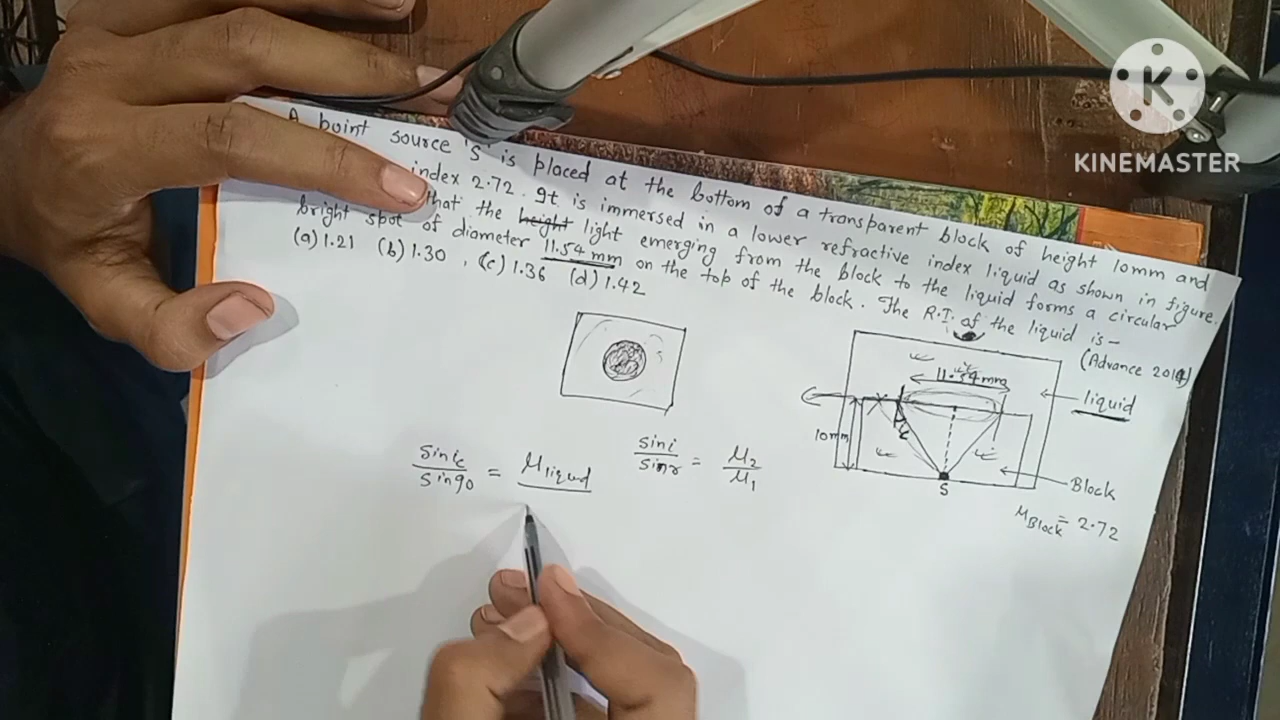 A point source 'S' is placed at the bottom of a transparent block of height 10mm and
index 2.72. It is immersed in a lower refractive index liquid as shown in figure.
that the height light emerging from the block to the liquid forms a circular
bright spot of diameter 11.54 mm on the top of the block. The R.I. of the liquid is-
(a) 1.21 (b) 1.30, (c) 1.36 (d) 1.42
(Advance 2014)
11.54mm
liquid
10mm
ic
Block
S
μBlock = 2.72
sin ic / sin 90 = μliquid
sin i / sin r = μ2 / μ1
K
KINEMASTER